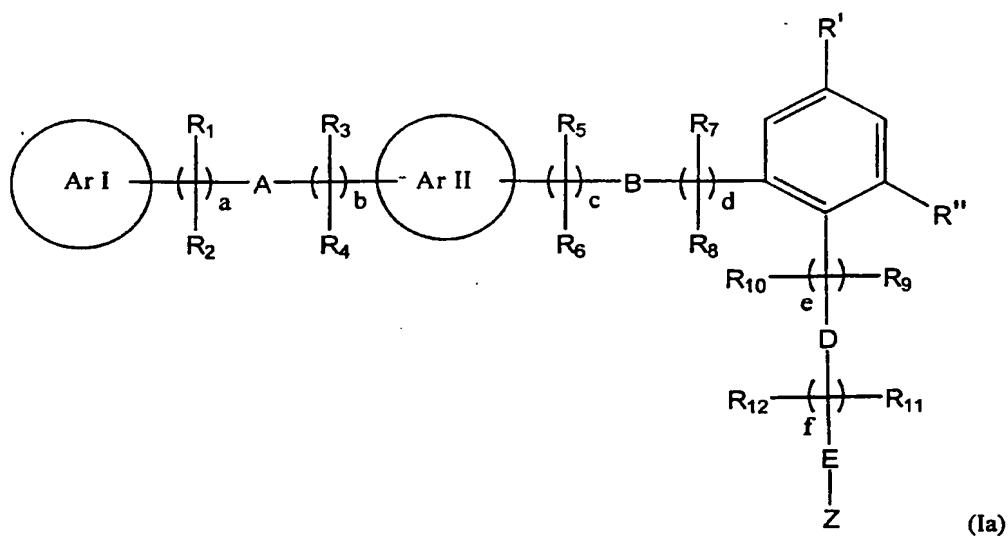 R'
R1 R3 R5 R7
Ar I ( )a A ( )b Ar II ( )c B ( )d
R2 R4 R6 R8 R''
R10 ( )e R9
D
R12 ( )f R11
E
Z
(Ia)